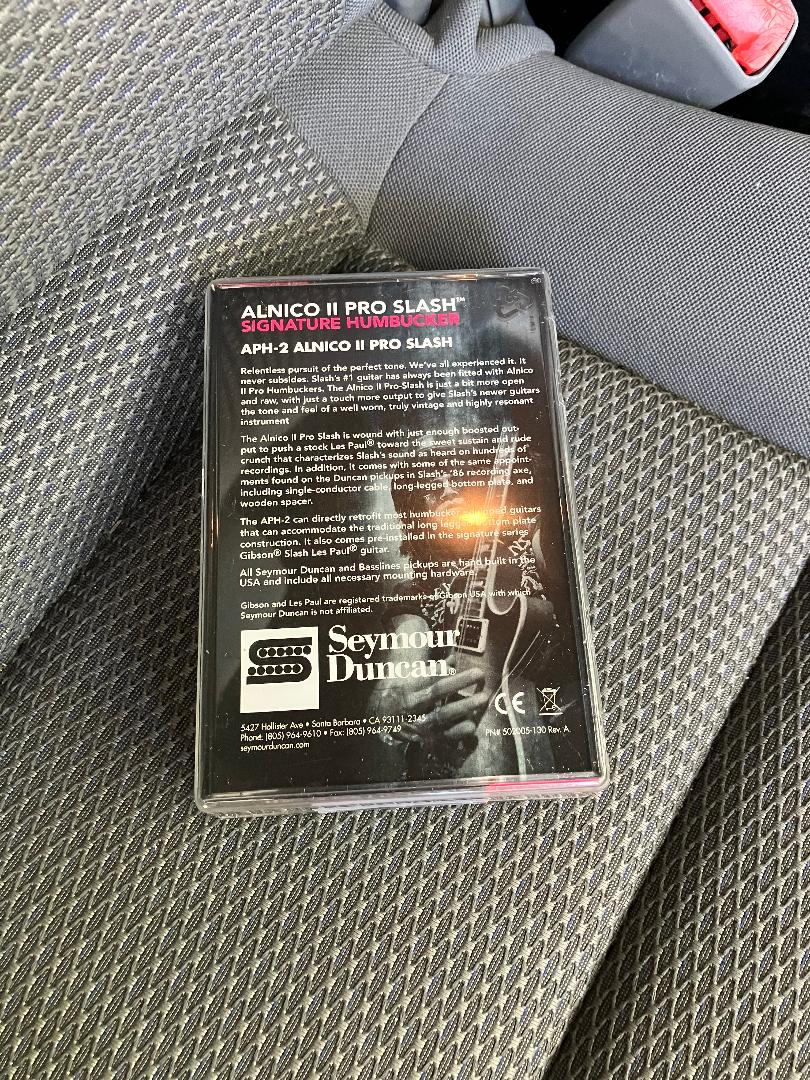 ALNICO II PRO SLASH™
SIGNATURE HUMBUCKER
APH-2 ALNICO II PRO SLASH
Relentless pursuit of the perfect tone. We've all experienced it. It
never subsides. Slash's #1 guitar has always been fitted with Alnico
II Pro Humbuckers. The Alnico II Pro-Slash is just a bit more open
and raw, with just a touch more output to give Slash's newer guitars
the tone and feel of a well worn, truly vintage and highly resonant
instrument
The Alnico II Pro Slash is wound with just enough boosted out-
put to push a stock Les Paul® toward the sweet sustain and rude
crunch that characterizes Slash's sound as heard on hundreds of
recordings. In addition, it comes with some of the same appoint-
ments found on the Duncan pickups in Slash's '86 recording axe,
including single-conductor cable, long-legged bottom plate, and
wooden spacer.
The APH-2 can directly retrofit most humbucker equipped guitars
that can accommodate the traditional long legged bottom plate
construction. It also comes pre-installed in the signature series
Gibson® Slash Les Paul® guitar.
All Seymour Duncan and Basslines pickups are hand built in the
USA and include all necessary mounting hardware.
Gibson and Les Paul are registered trademarks of Gibson USA with which
Seymour Duncan is not affiliated.
Seymour
Duncan®
5427 Hollister Ave • Santa Barbara • CA 93111-2345
Phone: (805) 964-9610 • Fax: (805) 964-9749
seymourduncan.com
CE
PN# 502005-130 Rev. A